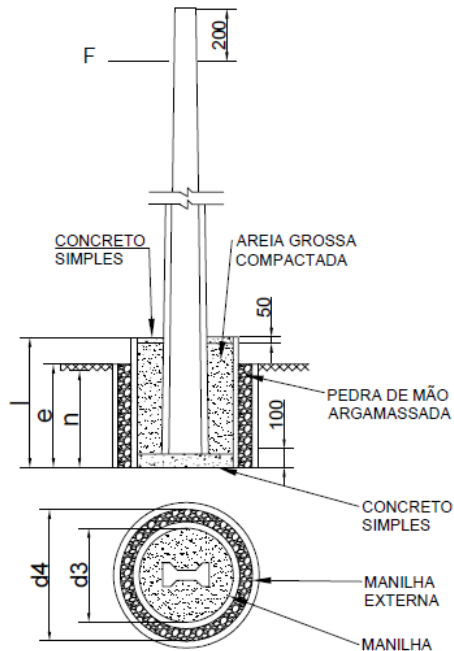 200
F
CONCRETO
SIMPLES
AREIA GROSSA
COMPACTADA
50
l
e
n
PEDRA DE MÃO
ARGAMASSADA
100
CONCRETO
SIMPLES
d4
d3
MANILHA
EXTERNA
MANILHA